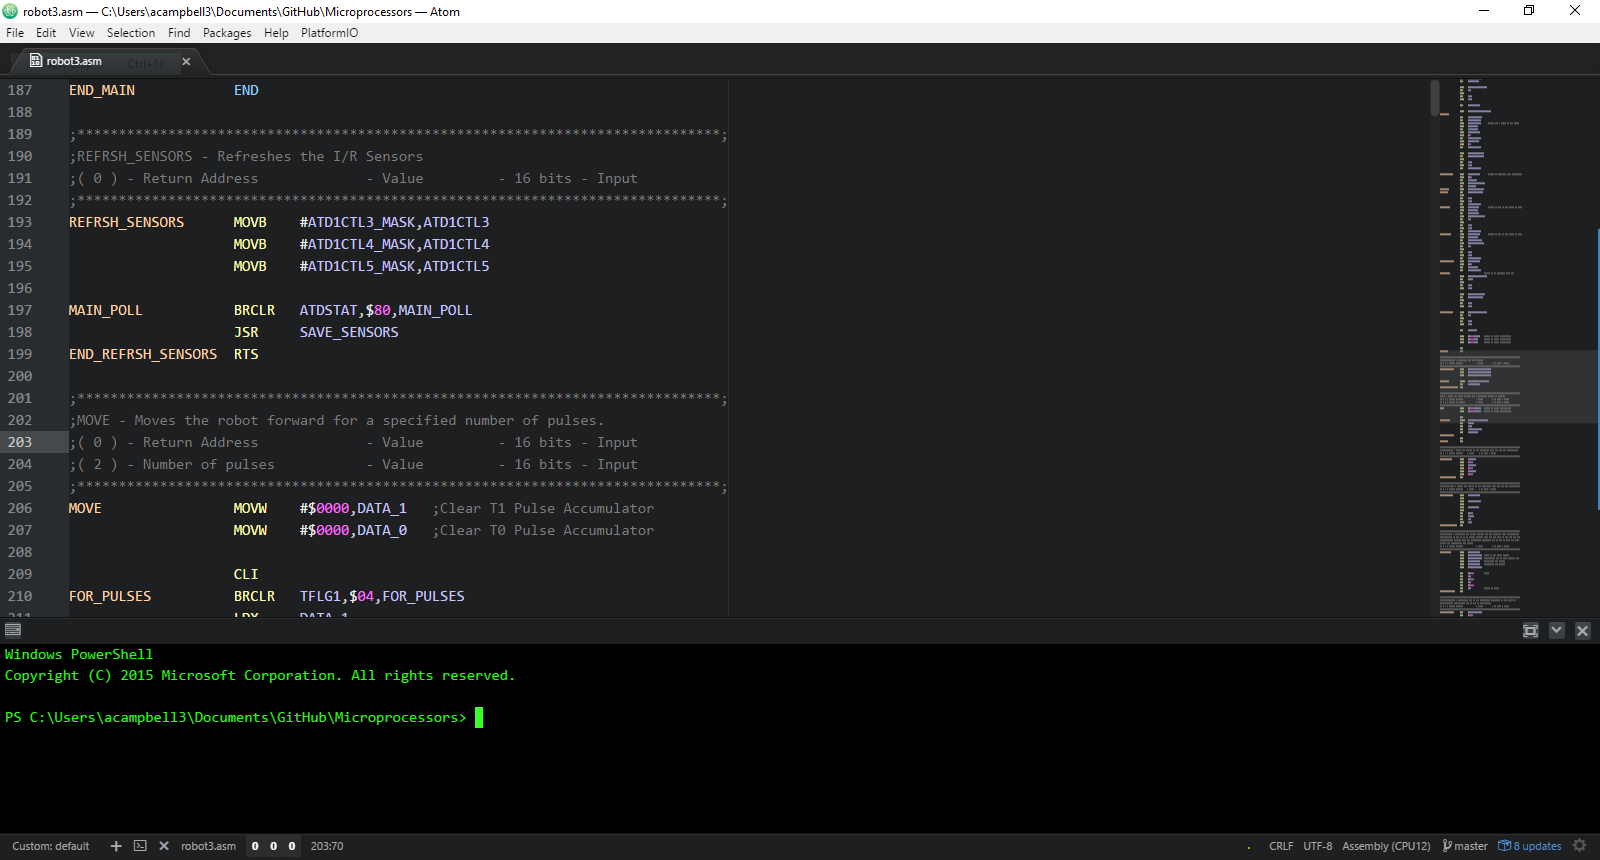 robot3.asm — C:\Users\acampbell3\Documents\GitHub\Microprocessors — Atom
File Edit View Selection Find Packages Help PlatformIO
robot3.asm Ctrl+N
187 END_MAIN END
188
189 ;******************************************************************************;
190 ;REFRSH_SENSORS - Refreshes the I/R Sensors
191 ;( 0 ) - Return Address - Value - 16 bits - Input
192 ;******************************************************************************;
193 REFRSH_SENSORS MOVB #ATD1CTL3_MASK,ATD1CTL3
194 MOVB #ATD1CTL4_MASK,ATD1CTL4
195 MOVB #ATD1CTL5_MASK,ATD1CTL5
196
197 MAIN_POLL BRCLR ATDSTAT,$80,MAIN_POLL
198 JSR SAVE_SENSORS
199 END_REFRSH_SENSORS RTS
200
201 ;******************************************************************************;
202 ;MOVE - Moves the robot forward for a specified number of pulses.
203 ;( 0 ) - Return Address - Value - 16 bits - Input
204 ;( 2 ) - Number of pulses - Value - 16 bits - Input
205 ;******************************************************************************;
206 MOVE MOVW #$0000,DATA_1 ;Clear T1 Pulse Accumulator
207 MOVW #$0000,DATA_0 ;Clear T0 Pulse Accumulator
208
209 CLI
210 FOR_PULSES BRCLR TFLG1,$04,FOR_PULSES
211 LDX DATA_1
Windows PowerShell
Copyright (C) 2015 Microsoft Corporation. All rights reserved.
PS C:\Users\acampbell3\Documents\GitHub\Microprocessors>
Custom: default robot3.asm 0 0 0 203:70 CRLF UTF-8 Assembly (CPU12) master 8 updates